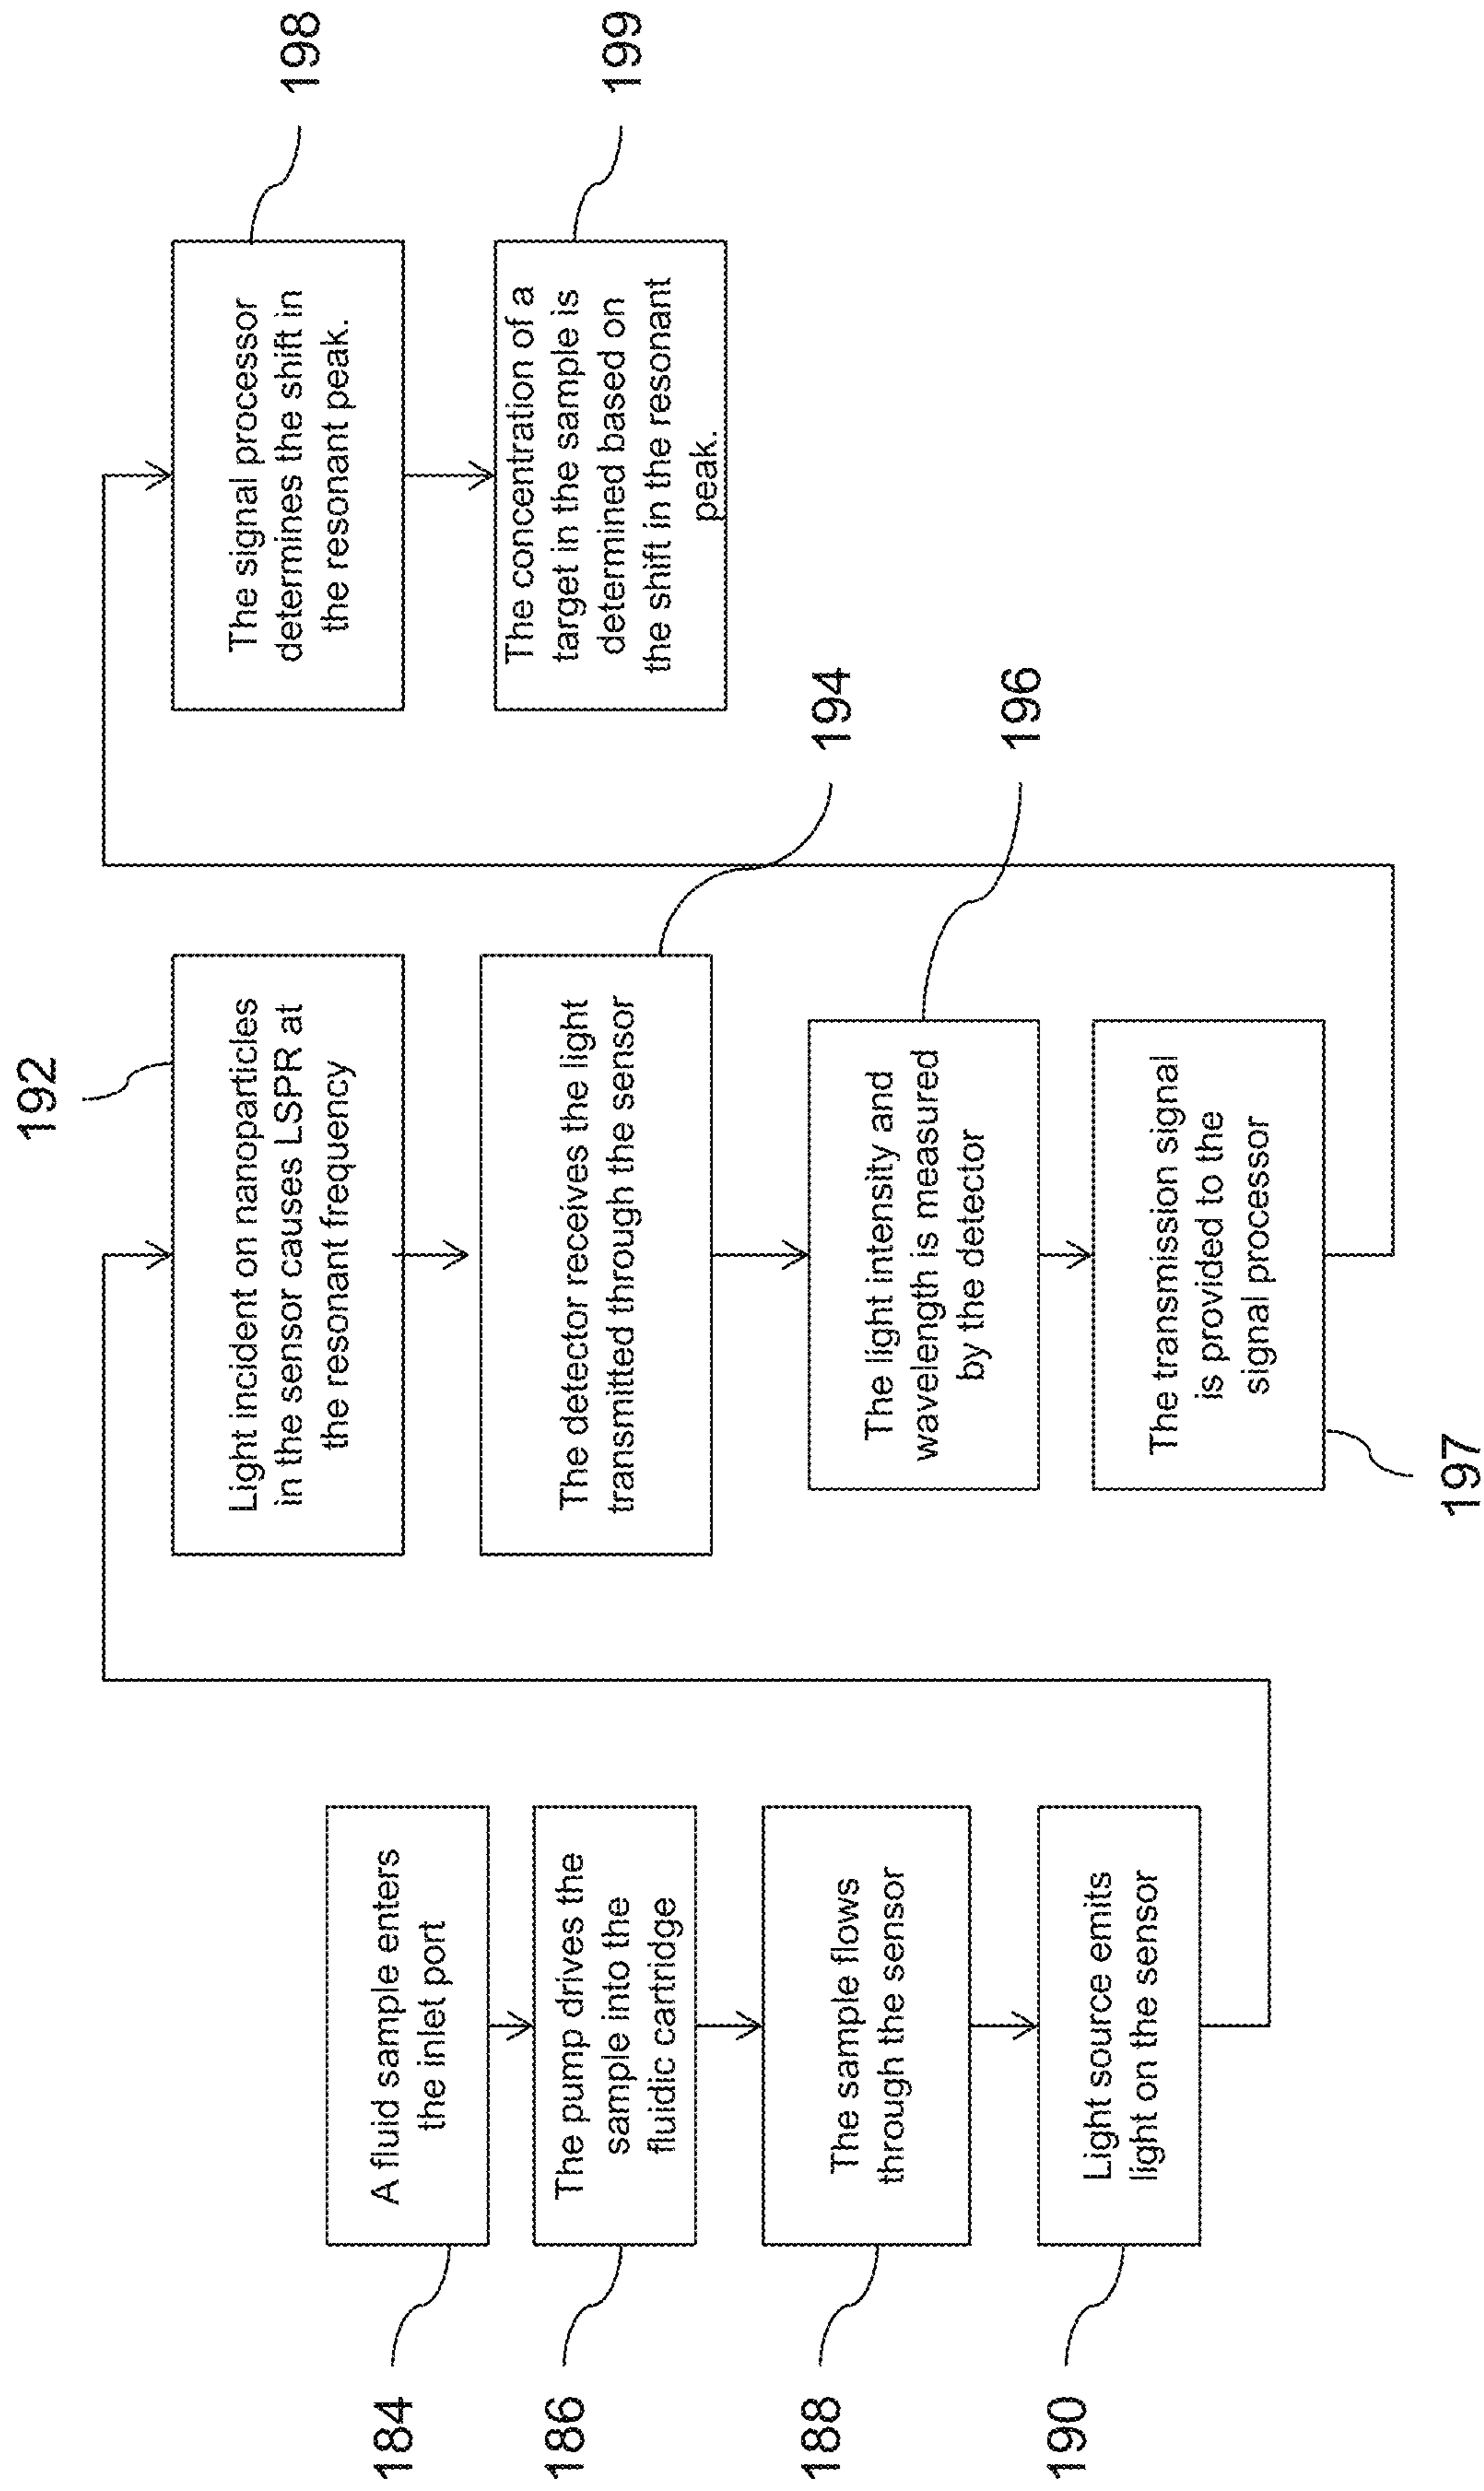 184
A fluid sample enters
the inlet port
186
The pump drives the
sample into the
fluidic cartridge
188
The sample flows
through the sensor
190
Light source emits
light on the sensor
192
Light incident on nanoparticles
in the sensor causes LSPR at
the resonant frequency
194
The detector receives the light
transmitted through the sensor
196
The light intensity and
wavelength is measured
by the detector
197
The transmission signal
is provided to the
signal processor
198
The signal processor
determines the shift in
the resonant peak.
199
The concentration of a
target in the sample is
determined based on
the shift in the resonant
peak.